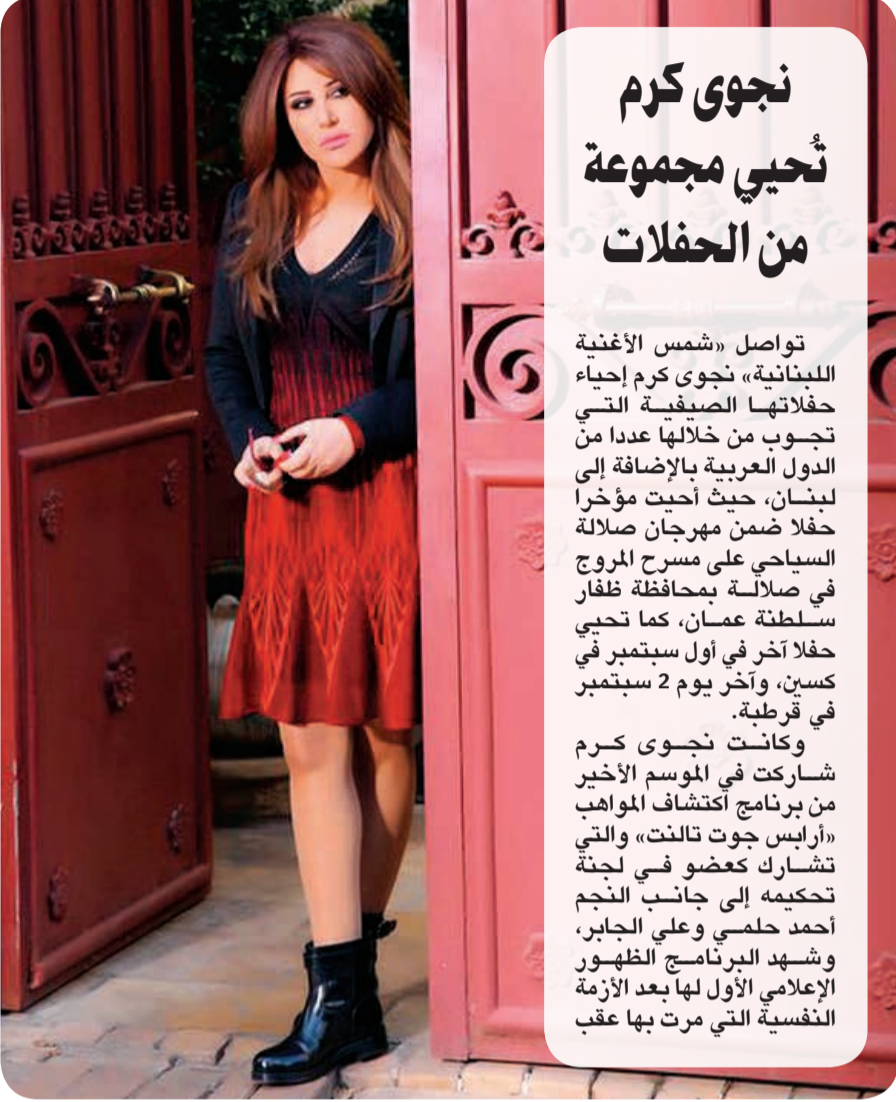 نجوى كرم
تُحيي مجموعة
من الحفلات
تواصل «شمس الأغنية
اللبنانية» نجوى كرم إحياء
حفلاتها الصيفية التي
تجوب من خلالها عددا من
الدول العربية بالإضافة إلى
لبنان، حيث أحيت مؤخرا
حفلا ضمن مهرجان صلالة
السياحي على مسرح المروج
في صلالة بمحافظة ظفار
سلطنة عمان، كما تحيي
حفلا آخر في أول سبتمبر في
كسين، وآخر يوم 2 سبتمبر
في قرطبة.
وكانت نجوى كرم
شاركت في الموسم الأخير
من برنامج اكتشاف المواهب
«أرابس جوت تالنت» والتي
تشارك كعضو في لجنة
تحكيمه إلى جانب النجم
أحمد حلمي وعلي الجابر،
وشهد البرنامج الظهور
الإعلامي الأول لها بعد الأزمة
النفسية التي مرت بها عقب